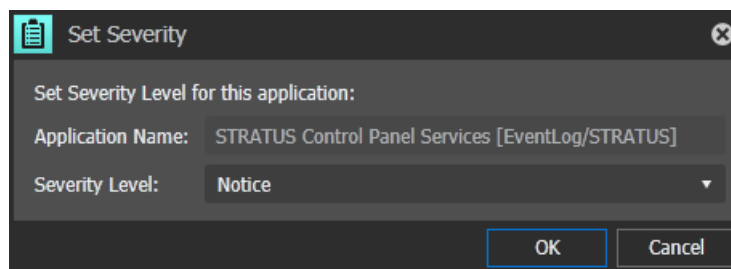 Set Severity
Set Severity Level for this application:
Application Name: STRATUS Control Panel Services [EventLog/STRATUS]
Severity Level: Notice
OK Cancel